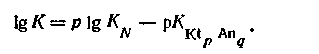 lg K = p lg K_N − pK_{Kt_p An_q}.